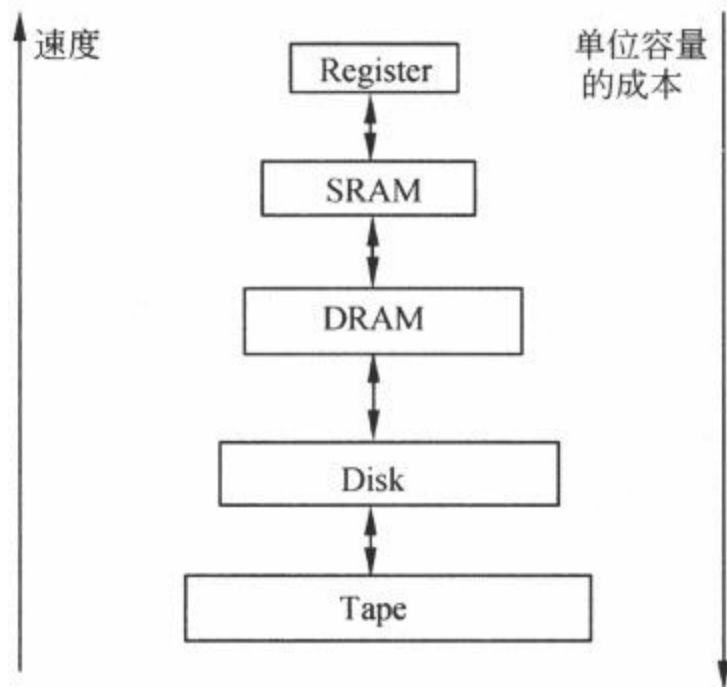 速度
单位容量
的成本
Register
SRAM
DRAM
Disk
Tape